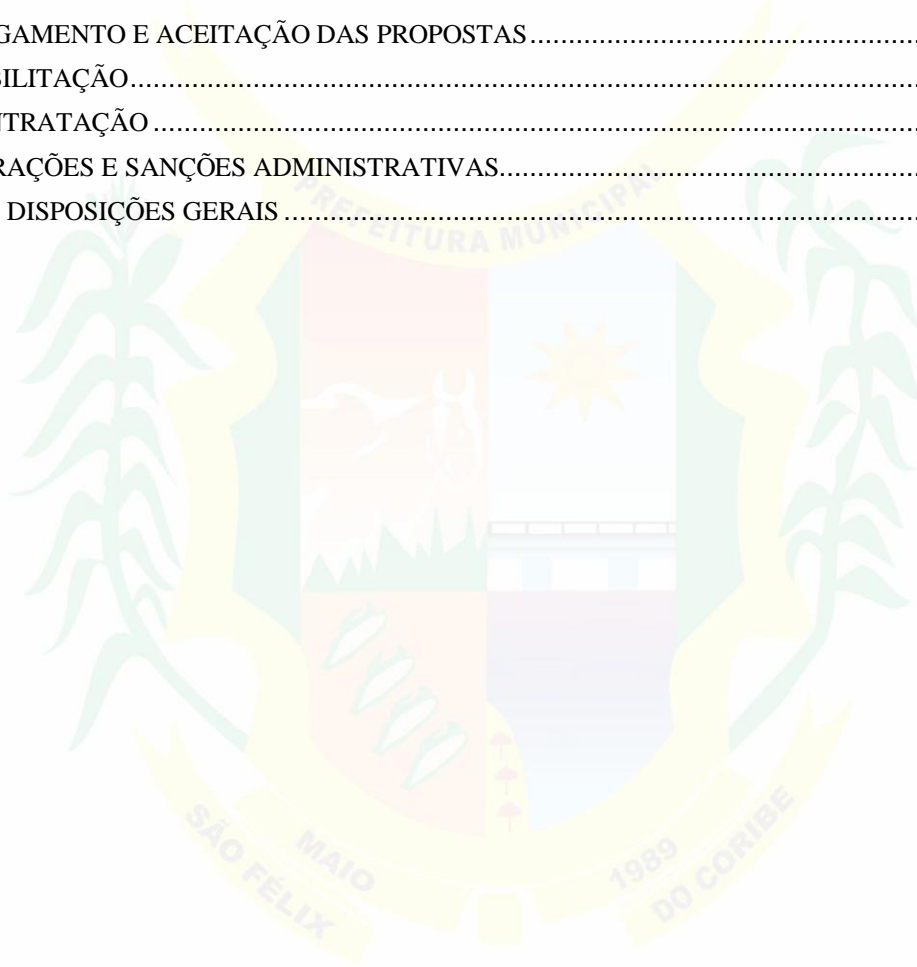 GAMENTO E ACEITAÇÃO DAS PROPOSTAS........................................................
BILITAÇÃO........................................................................................................................
NTRATAÇÃO....................................................................................................................
RAÇÕES E SANÇÕES ADMINISTRATIVAS............................................................
DISPOSIÇÕES GERAIS...............................................................................................
PREFEITURA MUNICIPAL
SÃO FÉLIX MAIO 1989 DO CORIBE